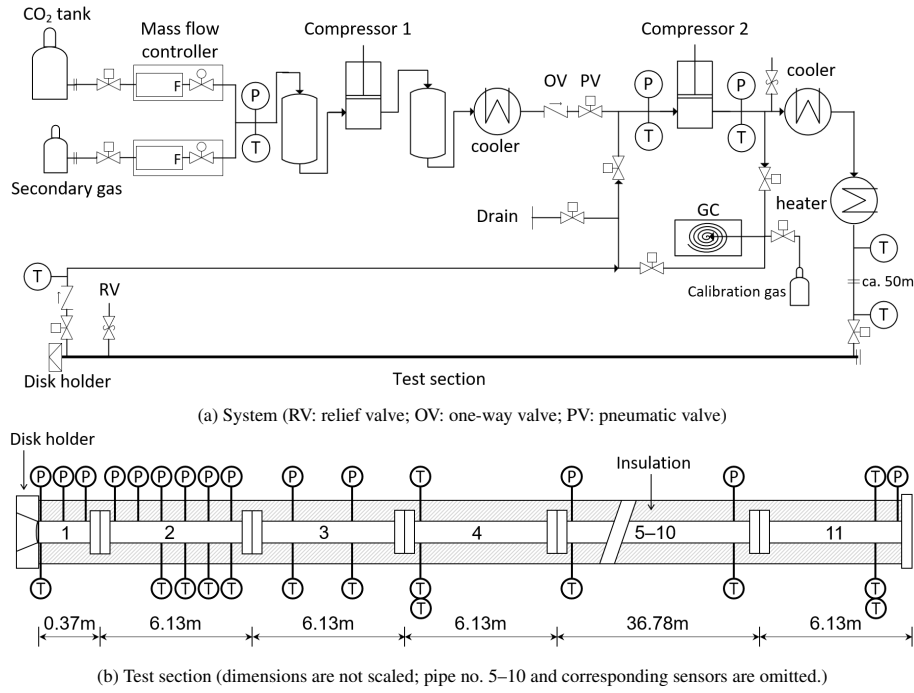 CO₂ tank
Mass flow
controller
Compressor 1
Compressor 2
F
P
T
P
T
P
T
OV PV
cooler
cooler
Secondary gas
F
Drain
GC
heater
T
Calibration gas
ca. 50m
T
T
RV
Disk holder
Test section
(a) System (RV: relief valve; OV: one-way valve; PV: pneumatic valve)
Disk holder
Insulation
P P P P P P P P P P P T P P T P
1 2 3 4 5–10 11
T T T T T T T T T T T T
T T
0.37m 6.13m 6.13m 6.13m 36.78m 6.13m
(b) Test section (dimensions are not scaled; pipe no. 5–10 and corresponding sensors are omitted.)